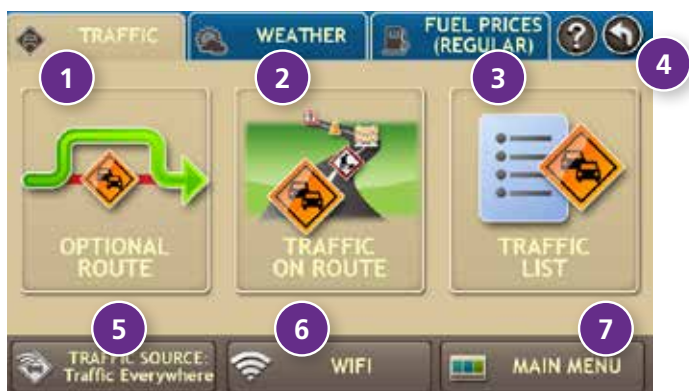 TRAFFIC
WEATHER
FUEL PRICES
(REGULAR)
?
1
2
3
4
OPTIONAL
ROUTE
TRAFFIC
ON ROUTE
TRAFFIC
LIST
5
6
7
TRAFFIC SOURCE:
Traffic Everywhere
WIFI
MAIN MENU